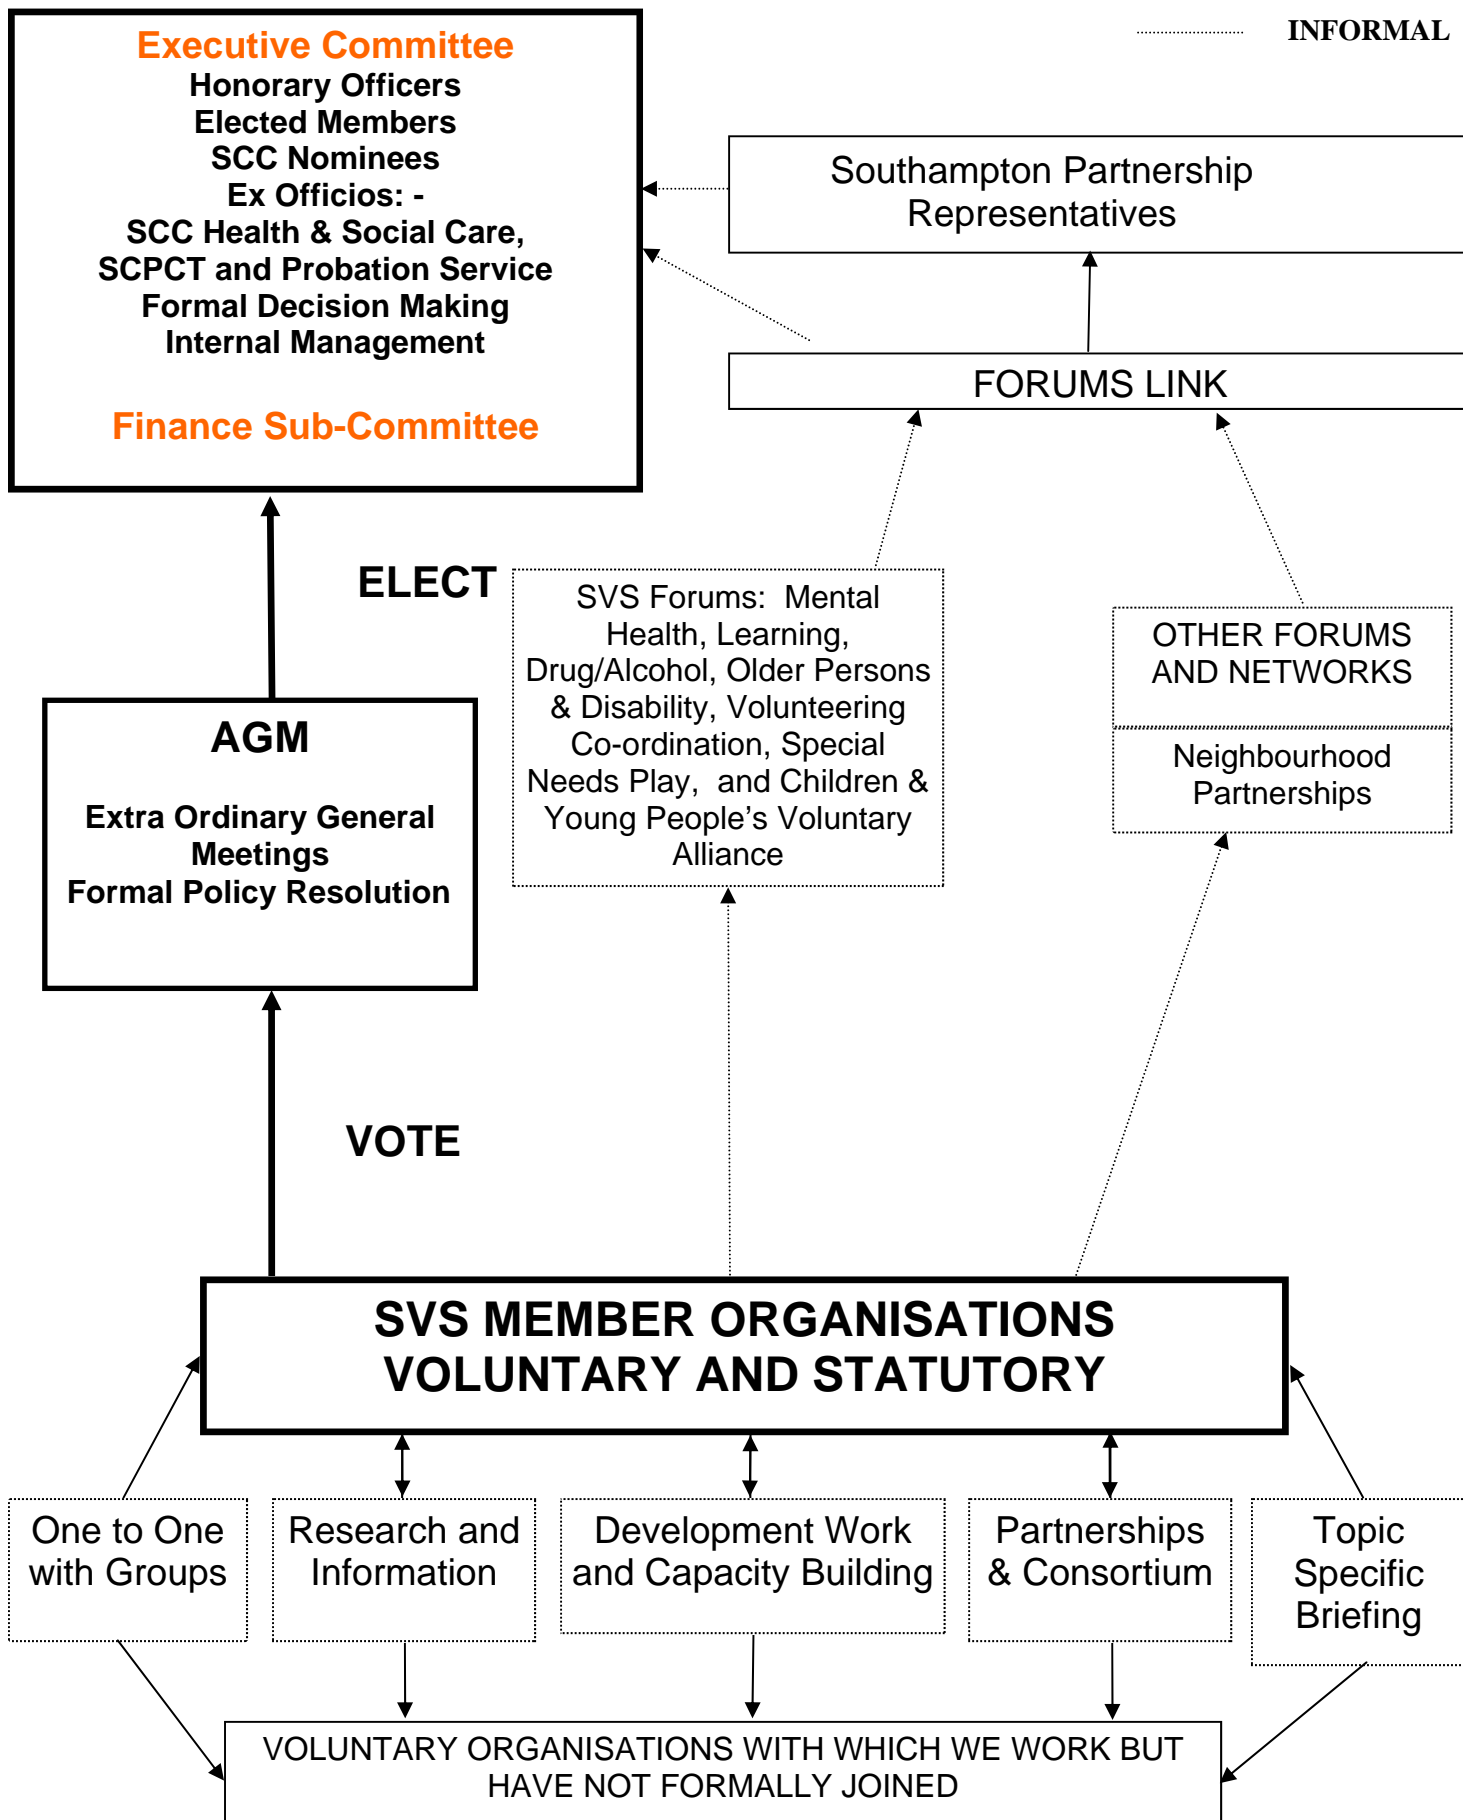 INFORMAL
Executive Committee
Honorary Officers
Elected Members
SCC Nominees
Ex Officios: -
SCC Health & Social Care,
SCPCT and Probation Service
Formal Decision Making
Internal Management
Finance Sub-Committee
Southampton Partnership
Representatives
FORUMS LINK
ELECT
SVS Forums:  Mental
Health, Learning,
Drug/Alcohol, Older Persons
& Disability, Volunteering
Co-ordination, Special
Needs Play,  and Children &
Young People’s Voluntary
Alliance
OTHER FORUMS
AND NETWORKS
Neighbourhood
Partnerships
AGM
Extra Ordinary General
Meetings
Formal Policy Resolution
VOTE
SVS MEMBER ORGANISATIONS
VOLUNTARY AND STATUTORY
One to One
with Groups
Research and
Information
Development Work
and Capacity Building
Partnerships
& Consortium
Topic
Specific
Briefing
VOLUNTARY ORGANISATIONS WITH WHICH WE WORK BUT
HAVE NOT FORMALLY JOINED